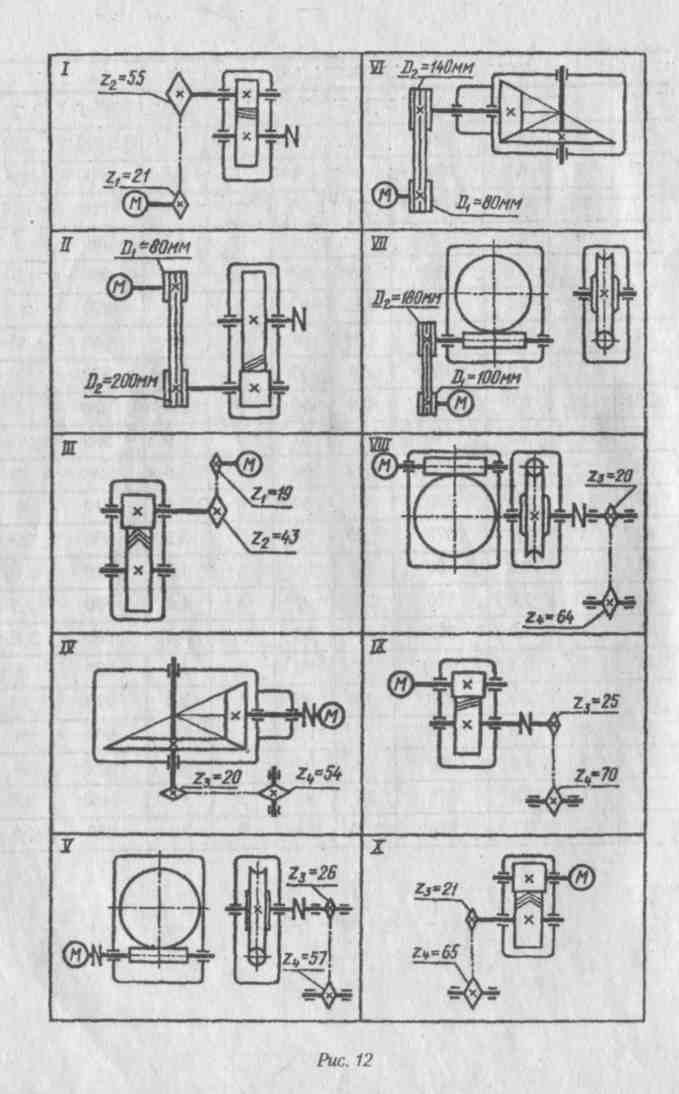 I
z₂=55
z₁=21
M
N
VI
D₂=140мм
M
D₁=80мм
II
D₁=80мм
M
N
D₂=200мм
VII
D₂=180мм
D₁=100мм
M
III
M
z₁=19
z₂=43
VIII
M
z₃=20
N
z₄=64
IV
N
M
z₃=20
z₄=54
IX
M
z₃=25
N
z₄=70
V
z₃=26
N
M
N
z₄=57
X
M
z₃=21
z₄=65
Рис. 12